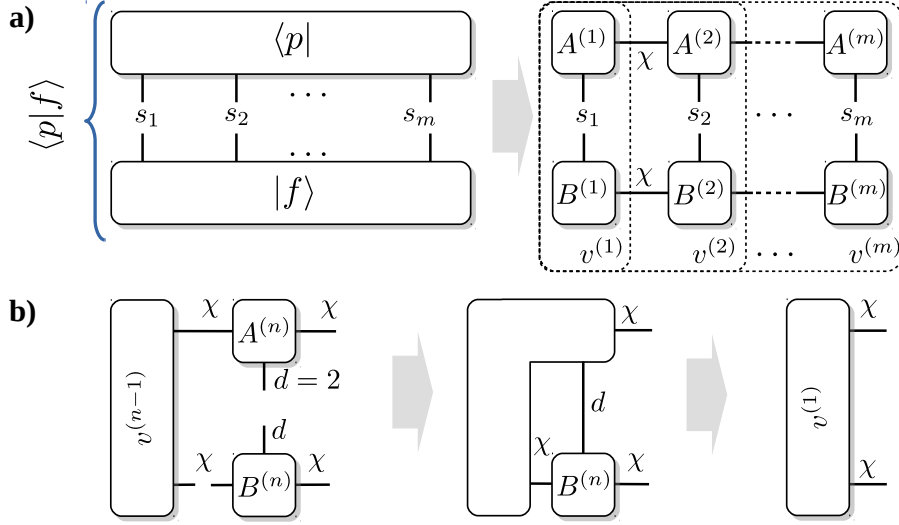 a)
⟨p|f⟩
⟨p|
s₁ s₂ ⋯ sₘ
⋯
|f⟩
A⁽¹⁾ A⁽²⁾ A⁽ᵐ⁾
χ
s₁ s₂ ⋯ sₘ
χ
B⁽¹⁾ B⁽²⁾ B⁽ᵐ⁾
v⁽¹⁾ v⁽²⁾ ⋯ v⁽ᵐ⁾
b)
v⁽ⁿ⁻¹⁾
χ A⁽ⁿ⁾ χ
d = 2
d
χ B⁽ⁿ⁾ χ
χ
d
χ B⁽ⁿ⁾ χ
χ
v⁽¹⁾
χ